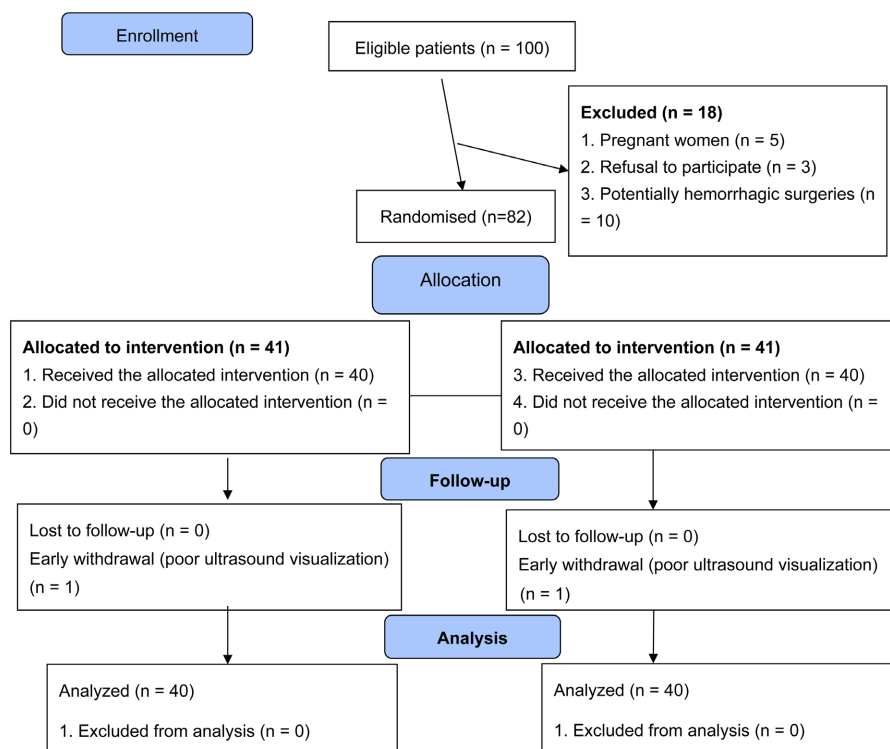 Enrollment
Eligible patients (n = 100)
Excluded (n = 18)
1. Pregnant women (n = 5)
2. Refusal to participate (n = 3)
3. Potentially hemorrhagic surgeries (n
= 10)
Randomised (n=82)
Allocation
Allocated to intervention (n = 41)
1. Received the allocated intervention (n = 40)
2. Did not receive the allocated intervention (n =
0)
Allocated to intervention (n = 41)
3. Received the allocated intervention (n = 40)
4. Did not receive the allocated intervention (n =
0)
Follow-up
Lost to follow-up (n = 0)
Early withdrawal (poor ultrasound visualization)
(n = 1)
Lost to follow-up (n = 0)
Early withdrawal (poor ultrasound visualization)
(n = 1)
Analysis
Analyzed (n = 40)
1. Excluded from analysis (n = 0)
Analyzed (n = 40)
1. Excluded from analysis (n = 0)